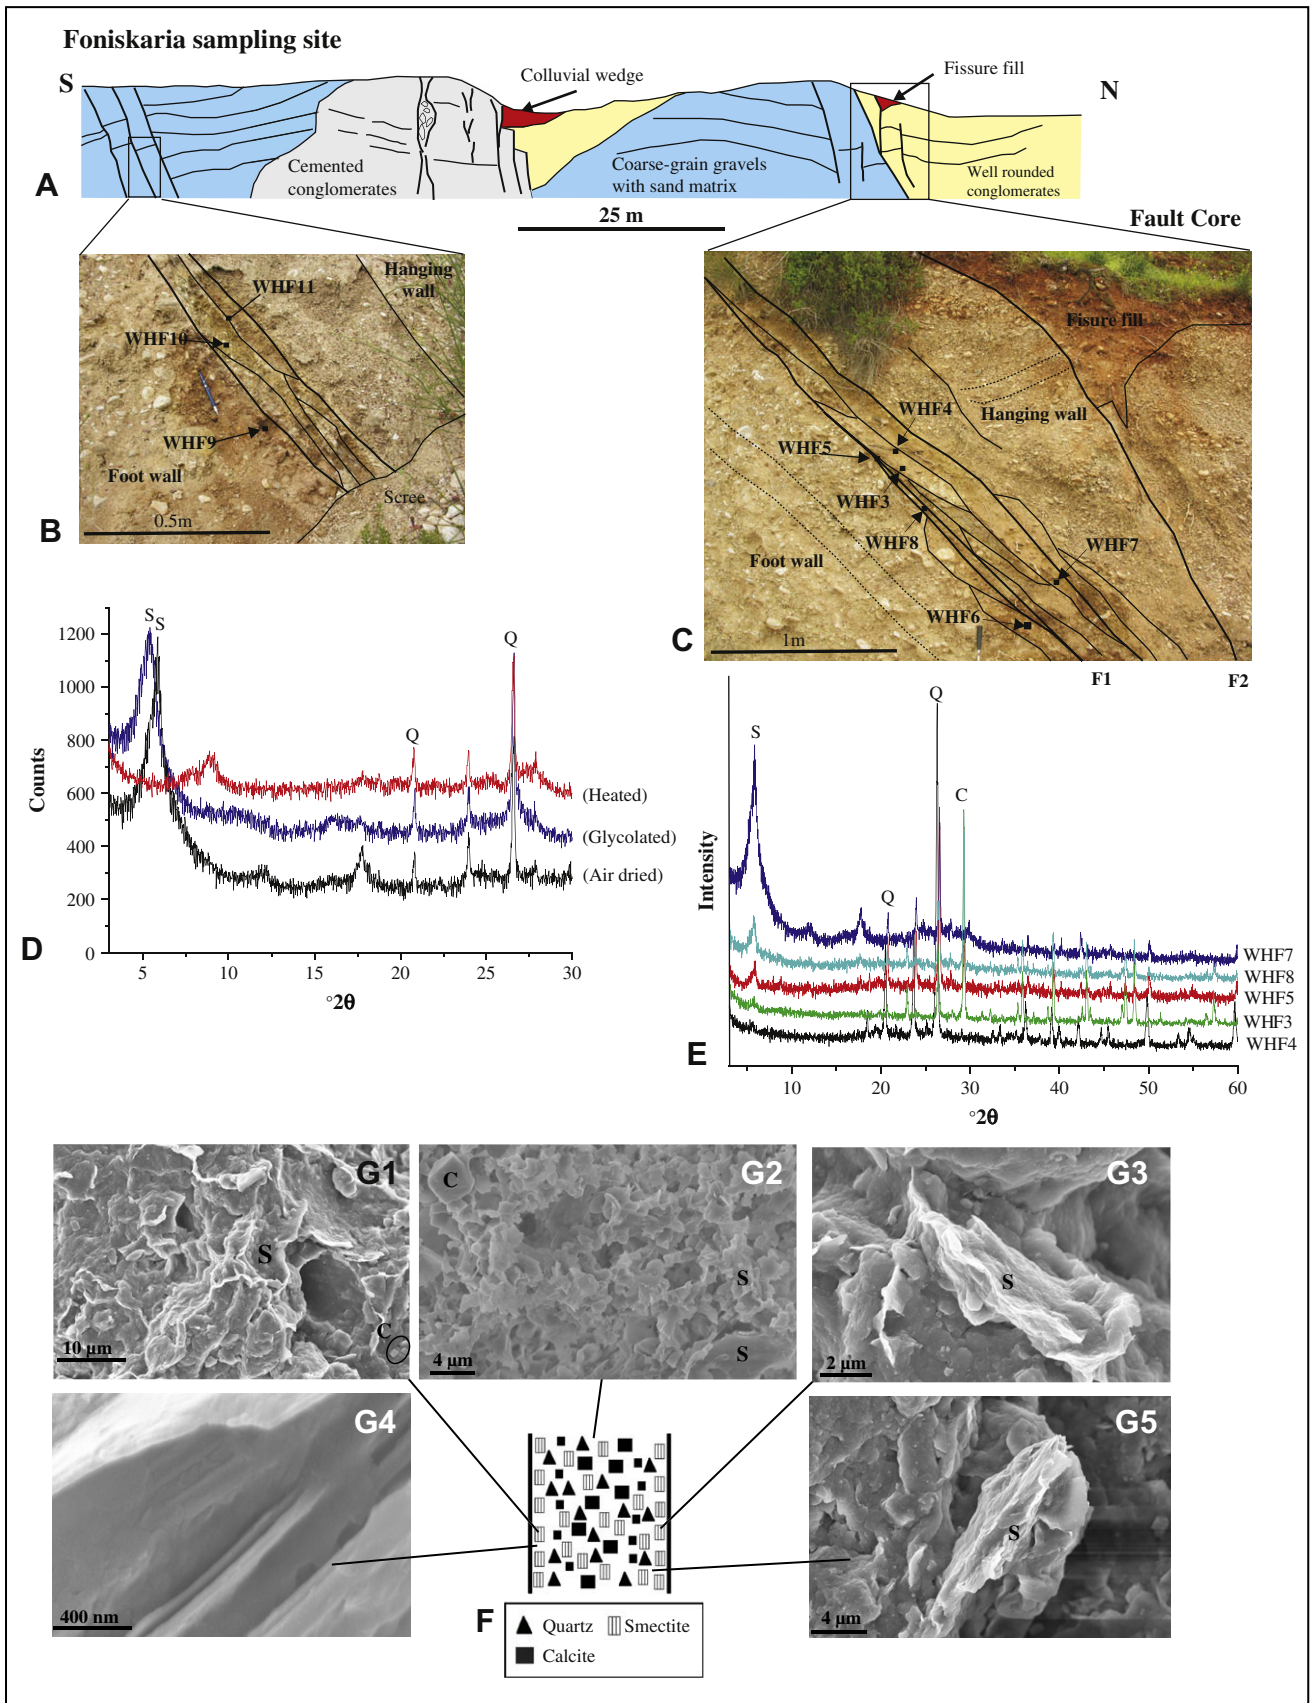 Foniskaria sampling site
S
Colluvial wedge
Fissure fill
N
Cemented
conglomerates
Coarse-grain gravels
with sand matrix
Well rounded
conglomerates
A
25 m
Fault Core
Hanging
wall
WHF11
WHF10
WHF9
Foot wall
Scree
0.5m
B
Fisure fill
Hanging wall
WHF4
WHF5
WHF3
WHF8
WHF7
Foot wall
WHF6
1m
C
F1
F2
S
S
Q
Q
1200
1000
800
600
400
200
0
Counts
(Heated)
(Glycolated)
(Air dried)
5
10
15
20
25
30
°2θ
D
S
Q
Q
C
Intensity
WHF7
WHF8
WHF5
WHF3
WHF4
10
20
30
40
50
60
°2θ
E
G1
S
C
10 µm
G2
C
S
S
4 µm
G3
S
2 µm
G4
400 nm
G5
S
4 µm
F
Quartz
Smectite
Calcite